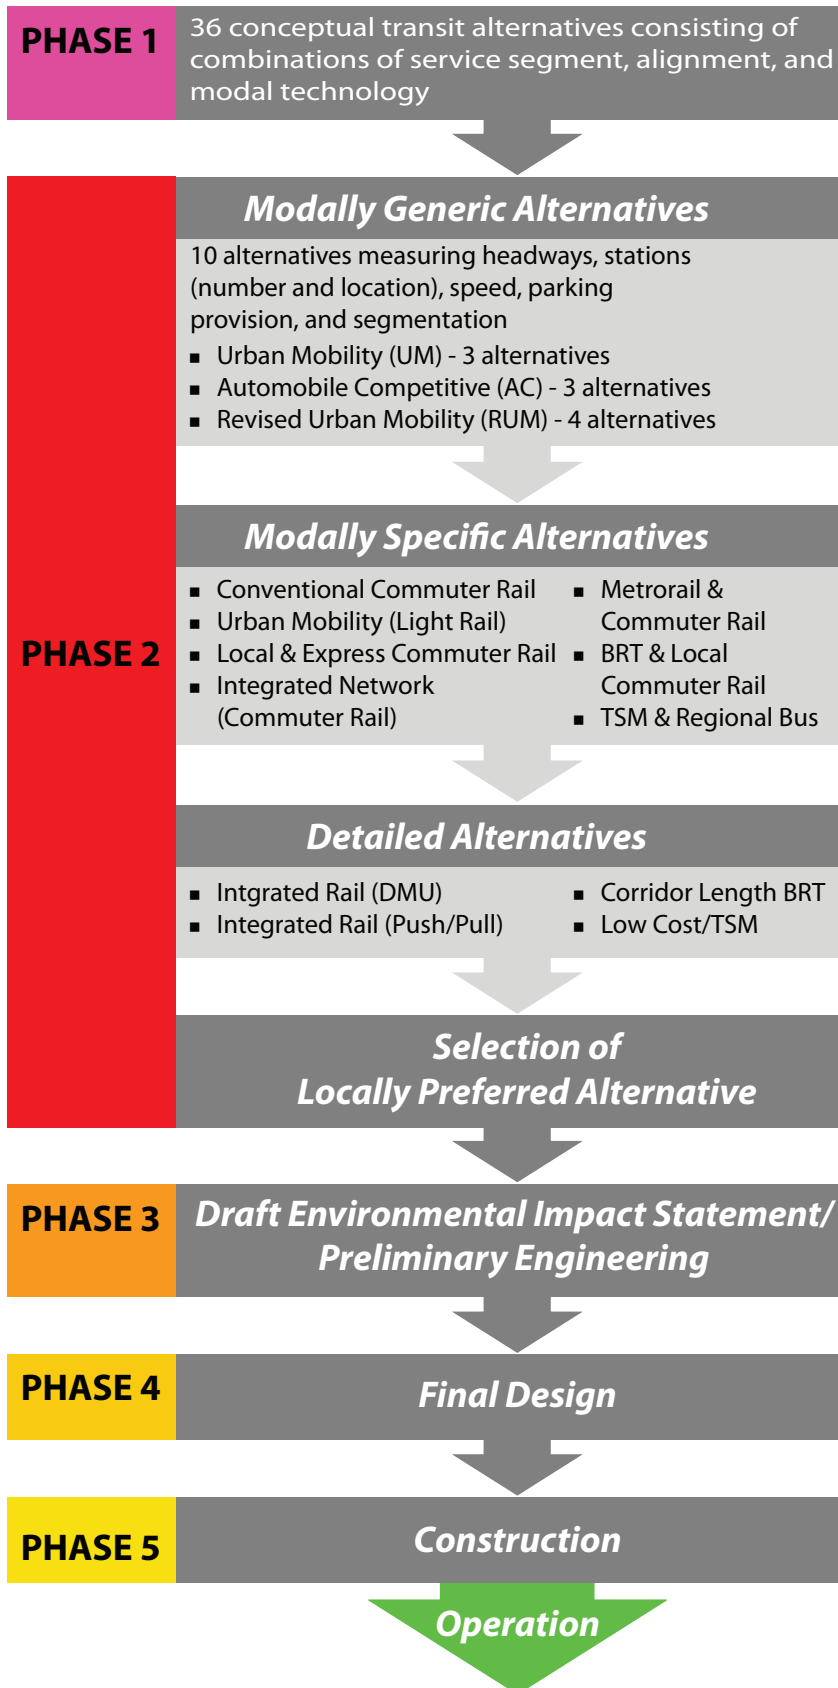 PHASE 1
36 conceptual transit alternatives consisting of
combinations of service segment, alignment, and
modal technology
PHASE 2
Modally Generic Alternatives
10 alternatives measuring headways, stations
(number and location), speed, parking
provision, and segmentation
▪ Urban Mobility (UM) - 3 alternatives
▪ Automobile Competitive (AC) - 3 alternatives
▪ Revised Urban Mobility (RUM) - 4 alternatives
Modally Specific Alternatives
▪ Conventional Commuter Rail
▪ Urban Mobility (Light Rail)
▪ Local & Express Commuter Rail
▪ Integrated Network
(Commuter Rail)
▪ Metrorail &
Commuter Rail
▪ BRT & Local
Commuter Rail
▪ TSM & Regional Bus
Detailed Alternatives
▪ Intgrated Rail (DMU)
▪ Integrated Rail (Push/Pull)
▪ Corridor Length BRT
▪ Low Cost/TSM
Selection of
Locally Preferred Alternative
PHASE 3
Draft Environmental Impact Statement/
Preliminary Engineering
PHASE 4
Final Design
PHASE 5
Construction
Operation